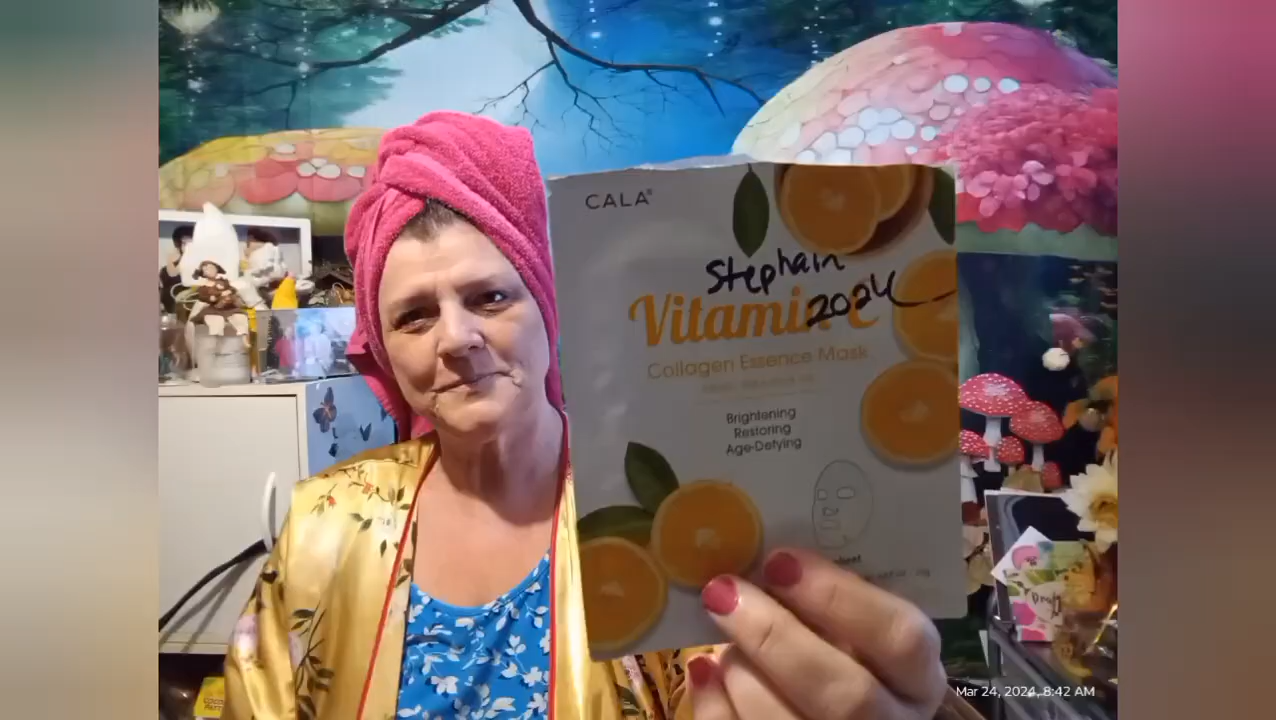 CALA®
Stephain
2024
Vitamin C
Collagen Essence Mask
Brightening
Restoring
Age-Defying
Mar 24, 2024, 8:42 AM